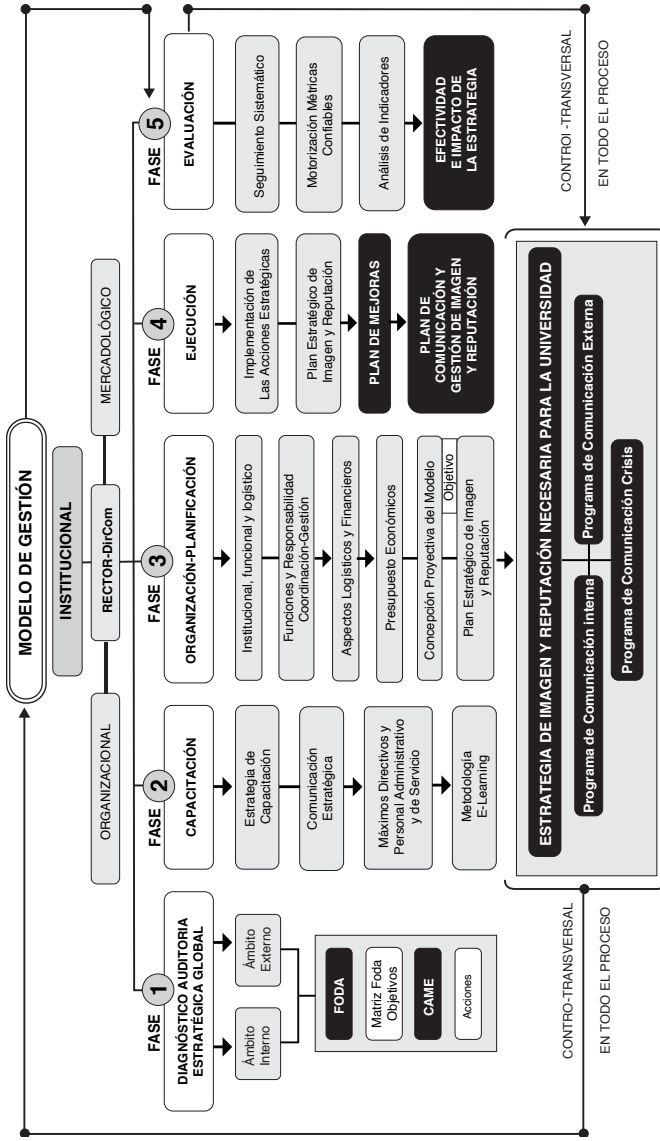 MODELO DE GESTIÓN
INSTITUCIONAL
ORGANIZACIONAL
RECTOR-DirCom
MERCADOLÓGICO
FASE 1
DIAGNÓSTICO AUDITORIA
ESTRATÉGICA GLOBAL
Ámbito
Interno
Ámbito
Externo
FODA
Matriz Foda
Objetivos
CAME
Acciones
FASE 2
CAPACITACIÓN
Estrategia de
Capacitación
Comunicación
Estratégica
Máximos Directivos y
Personal Administrativo
y de Servicio
Metodología
E-Learning
FASE 3
ORGANIZACIÓN-PLANIFICACIÓN
Institucional, funcional y logístico
Funciones y Responsabilidad
Coordinación-Gestión
Aspectos Logísticos y Financieros
Presupuesto Económicos
Concepción Proyectiva del Modelo
Objetivo
Plan Estratégico de Imagen
y Reputación
FASE 4
EJECUCIÓN
Implementación de
Las Acciones Estratégicas
Plan Estratégico de
Imagen y Reputación
PLAN DE MEJORAS
PLAN DE
COMUNICACIÓN Y
GESTIÓN DE IMAGEN
Y REPUTACIÓN
FASE 5
EVALUACIÓN
Seguimiento Sistemático
Motorización Métricas
Confiables
Análisis de Indicadores
EFECTIVIDAD
E IMPACTO DE
LA ESTRATEGIA
CONTRO-TRANSVERSAL
EN TODO EL PROCESO
ESTRATEGIA DE IMAGEN Y REPUTACIÓN NECESARIA PARA LA UNIVERSIDAD
Programa de Comunicación interna
Programa de Comunicación Externa
Programa de Comunicación Crisis
CONTROl -TRANSVERSAL
EN TODO EL PROCESO